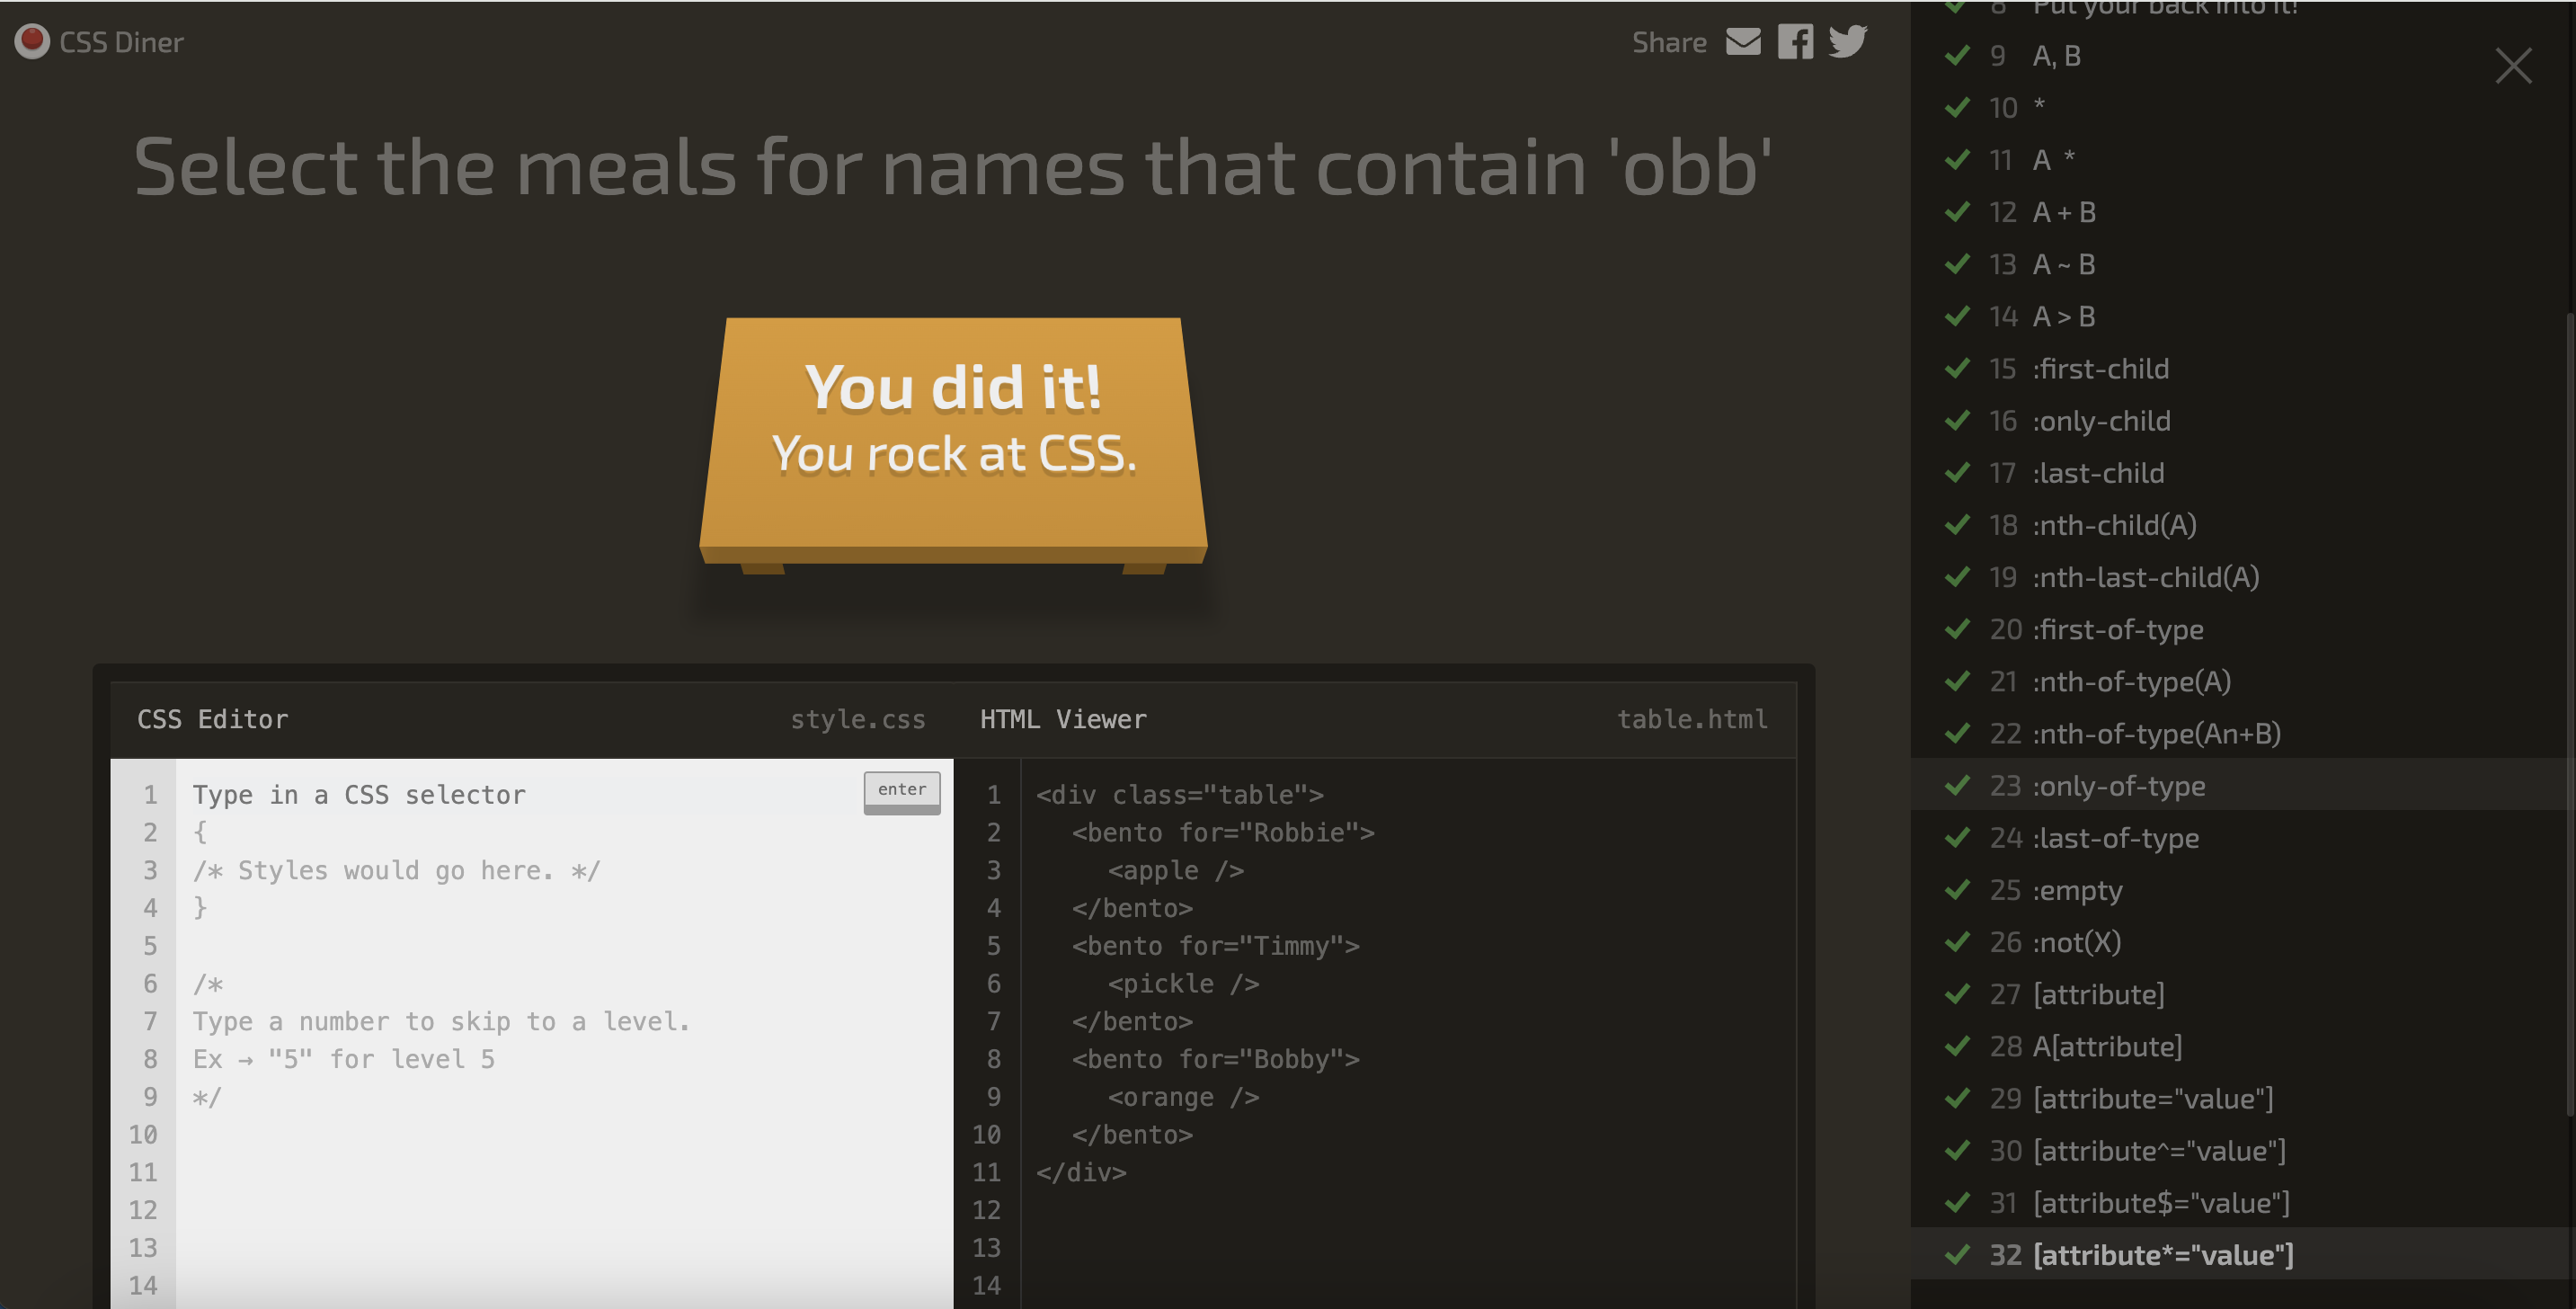 CSS Diner
Share
Select the meals for names that contain 'obb'
You did it!
You rock at CSS.
CSS Editor style.css
1 Type in a CSS selector enter
2 {
3 /* Styles would go here. */
4 }
5
6 /*
7 Type a number to skip to a level.
8 Ex → "5" for level 5
9 */
10
11
12
13
14
HTML Viewer table.html
1 <div class="table">
2 <bento for="Robbie">
3 <apple />
4 </bento>
5 <bento for="Timmy">
6 <pickle />
7 </bento>
8 <bento for="Bobby">
9 <orange />
10 </bento>
11 </div>
12
13
14
8 Put your back into it!
9 A, B
10 *
11 A *
12 A + B
13 A ~ B
14 A > B
15 :first-child
16 :only-child
17 :last-child
18 :nth-child(A)
19 :nth-last-child(A)
20 :first-of-type
21 :nth-of-type(A)
22 :nth-of-type(An+B)
23 :only-of-type
24 :last-of-type
25 :empty
26 :not(X)
27 [attribute]
28 A[attribute]
29 [attribute="value"]
30 [attribute^="value"]
31 [attribute$="value"]
32 [attribute*="value"]